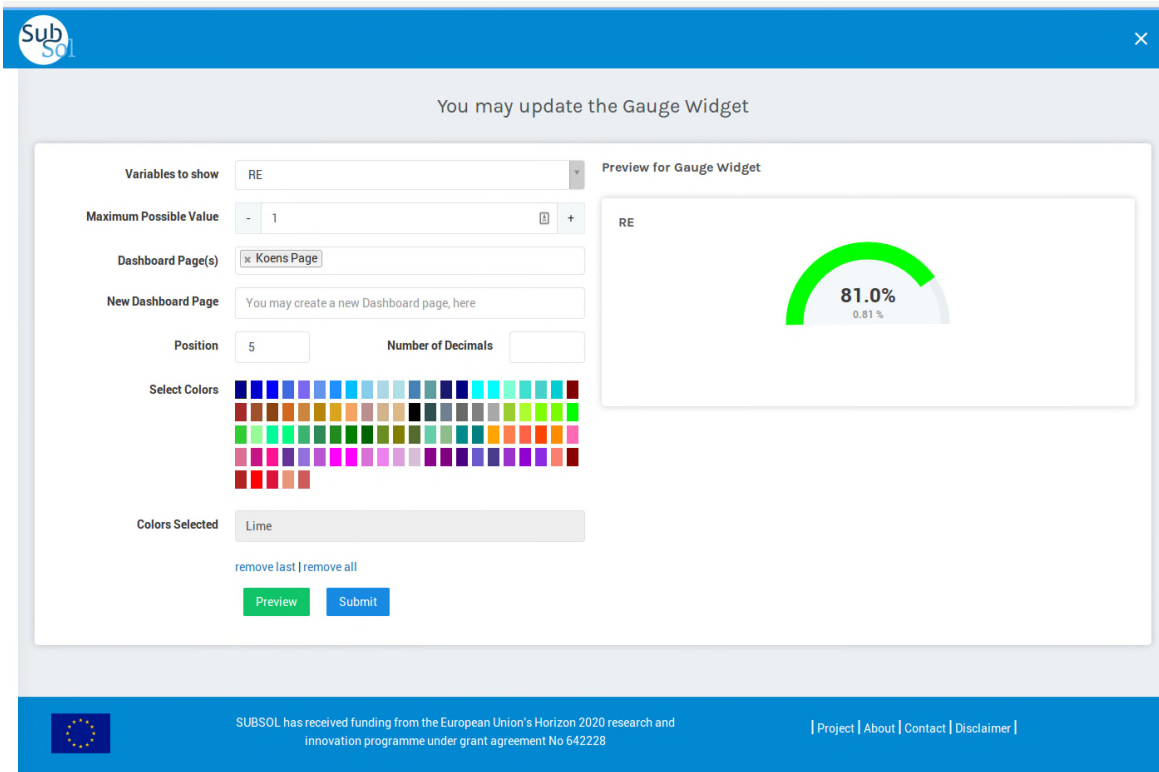 Sub
Sol
×
You may update the Gauge Widget
Variables to show
RE
Maximum Possible Value
- 1 +
Dashboard Page(s)
× Koens Page
New Dashboard Page
You may create a new Dashboard page, here
Position
5
Number of Decimals
Select Colors
Colors Selected
Lime
remove last | remove all
Preview
Submit
Preview for Gauge Widget
RE
81.0%
0.81 %
SUBSOL has received funding from the European Union's Horizon 2020 research and
innovation programme under grant agreement No 642228
| Project | About | Contact | Disclaimer |